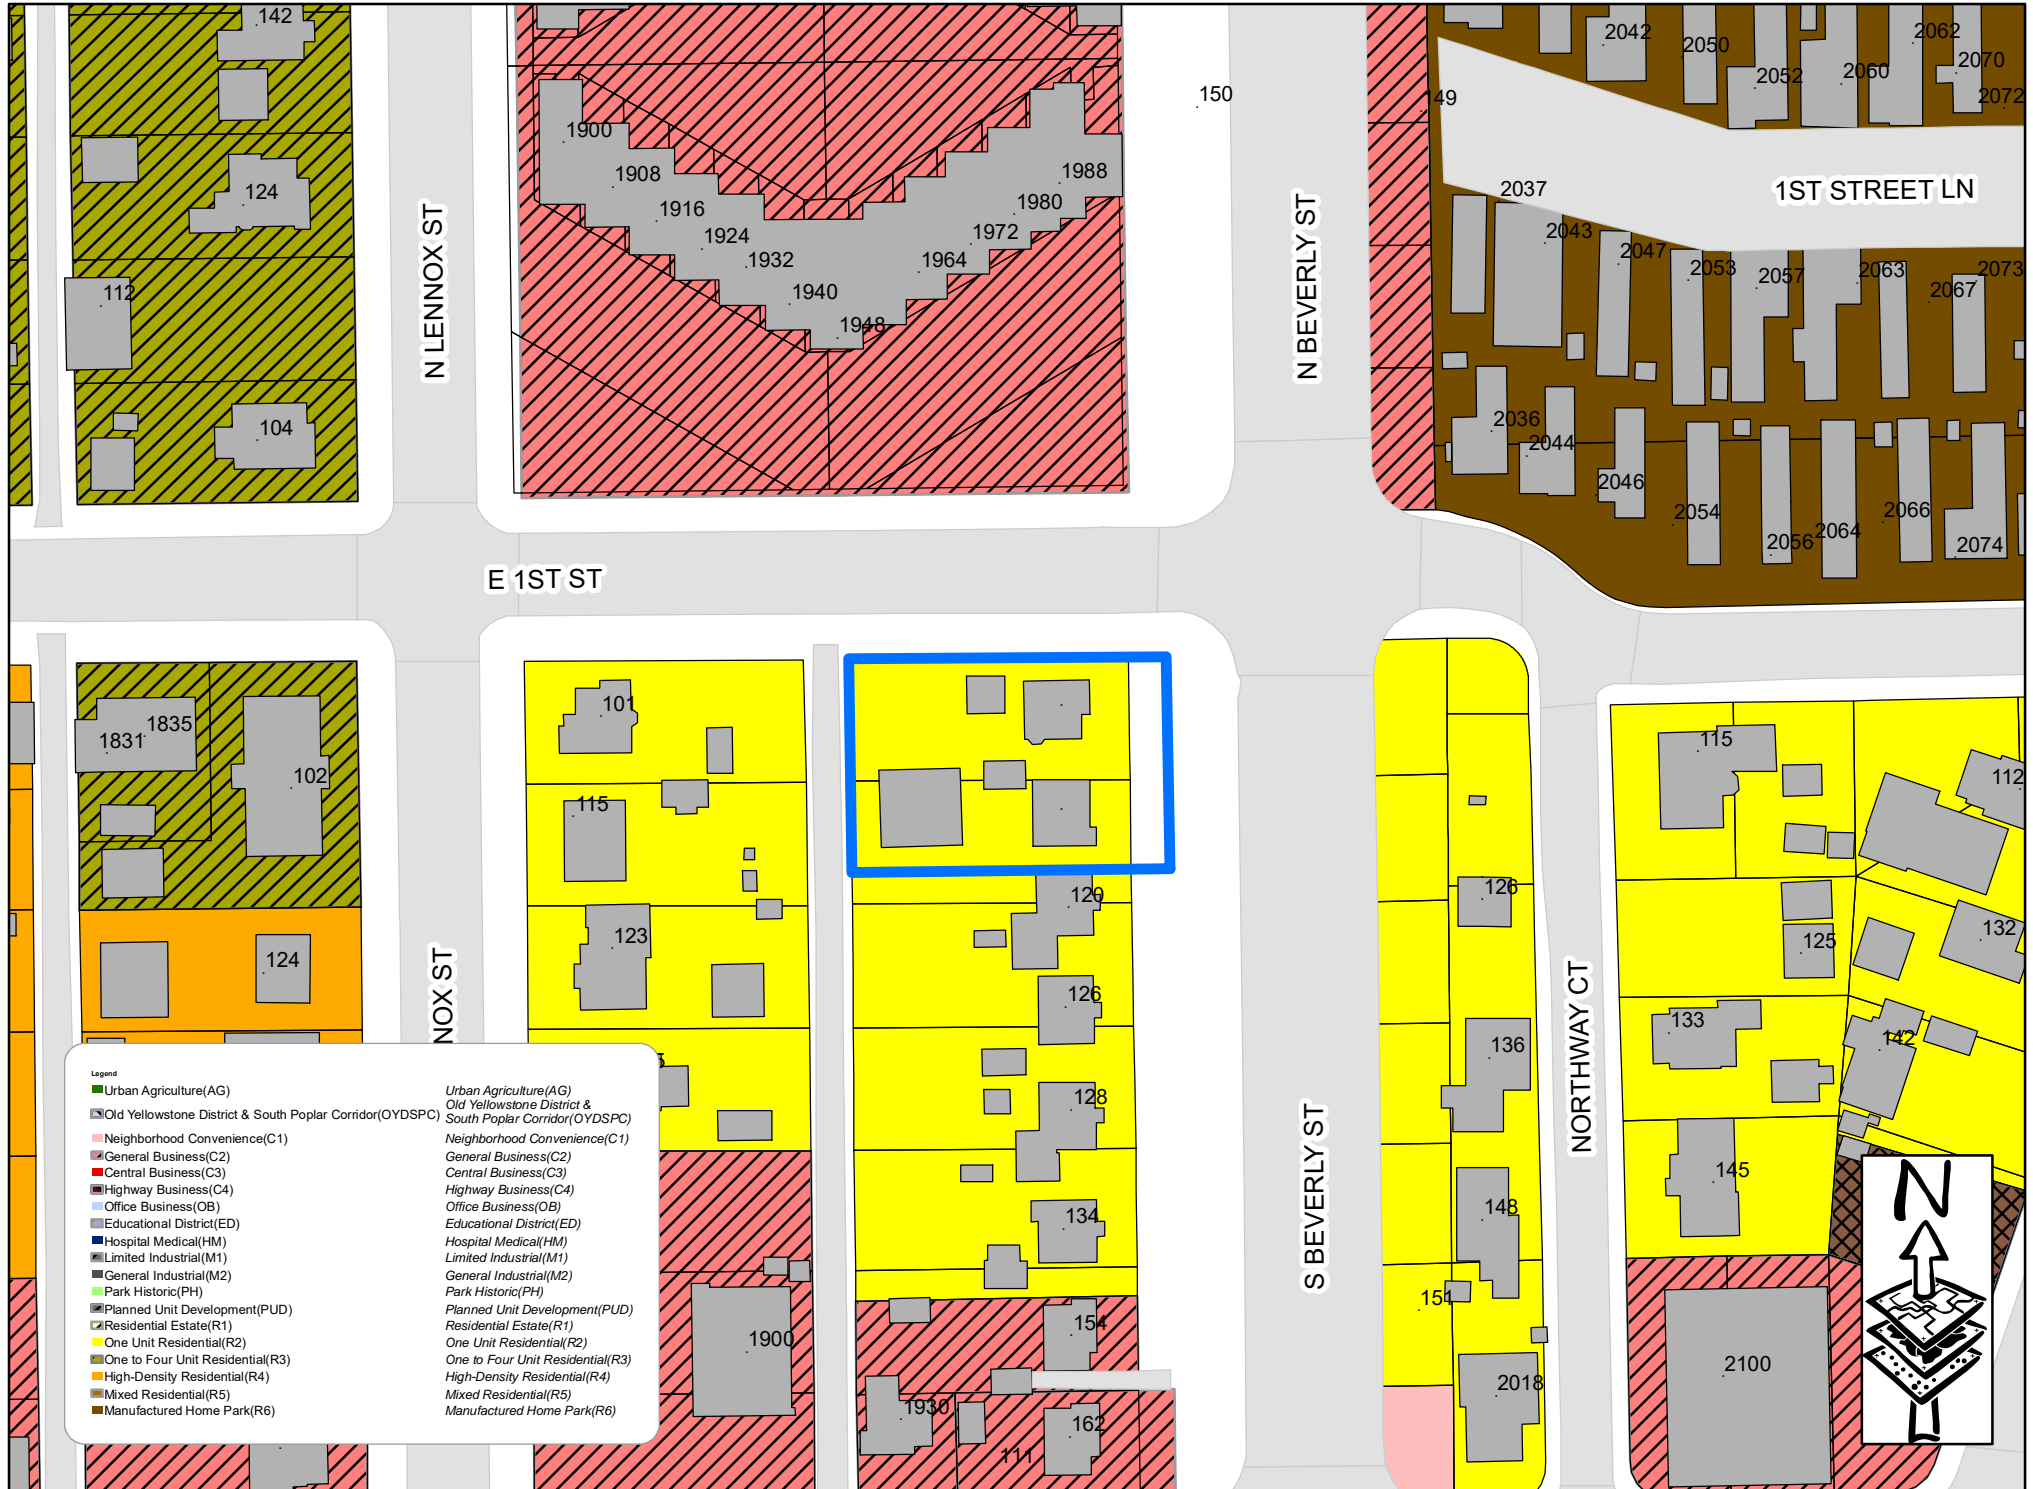 142
2042
2050
2062
2070
2052
2060
2072
150
149
1900
124
1908
1988
1ST STREET LN
2037
1916
1980
N LENNOX ST
N BEVERLY ST
1924
1972
2043
2047
1932
1964
2053
2057
2063
2073
112
1940
2067
1948
104
2036
2044
2046
2054
2056
2064
2066
2074
E 1ST ST
1835
1831
101
102
115
115
112
120
126
123
124
126
125
132
NOX ST
133
136
142
NORTHWAY CT
128
S BEVERLY ST
145
134
148
151
154
1900
2100
1930
162
2018
111
Legend
Urban Agriculture(AG) Urban Agriculture(AG)
Old Yellowstone District & South Poplar Corridor(OYDSPC) Old Yellowstone District &
South Poplar Corridor(OYDSPC)
Neighborhood Convenience(C1) Neighborhood Convenience(C1)
General Business(C2) General Business(C2)
Central Business(C3) Central Business(C3)
Highway Business(C4) Highway Business(C4)
Office Business(OB) Office Business(OB)
Educational District(ED) Educational District(ED)
Hospital Medical(HM) Hospital Medical(HM)
Limited Industrial(M1) Limited Industrial(M1)
General Industrial(M2) General Industrial(M2)
Park Historic(PH) Park Historic(PH)
Planned Unit Development(PUD) Planned Unit Development(PUD)
Residential Estate(R1) Residential Estate(R1)
One Unit Residential(R2) One Unit Residential(R2)
One to Four Unit Residential(R3) One to Four Unit Residential(R3)
High-Density Residential(R4) High-Density Residential(R4)
Mixed Residential(R5) Mixed Residential(R5)
Manufactured Home Park(R6) Manufactured Home Park(R6)
N